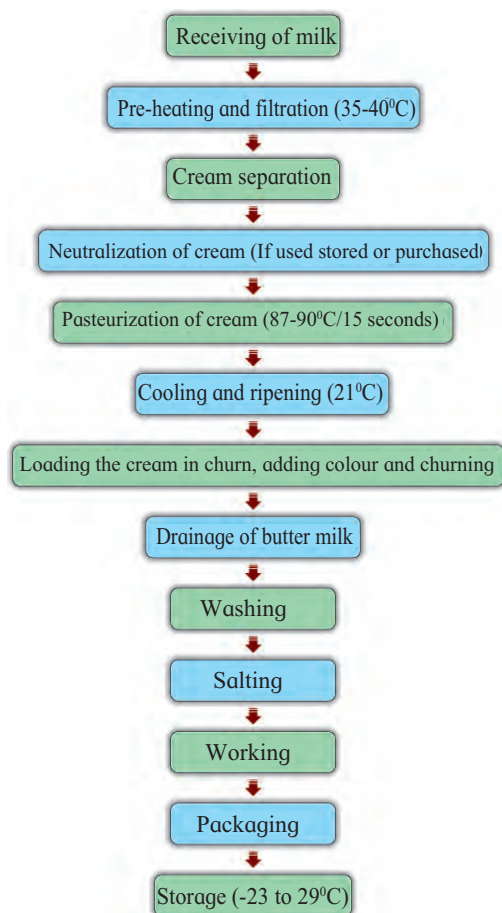 Receiving of milk
Pre-heating and filtration (35-40⁰C)
Cream separation
Neutralization of cream (If used stored or purchased)
Pasteurization of cream (87-90⁰C/15 seconds)
Cooling and ripening (21⁰C)
Loading the cream in churn, adding colour and churning
Drainage of butter milk
Washing
Salting
Working
Packaging
Storage (-23 to 29⁰C)